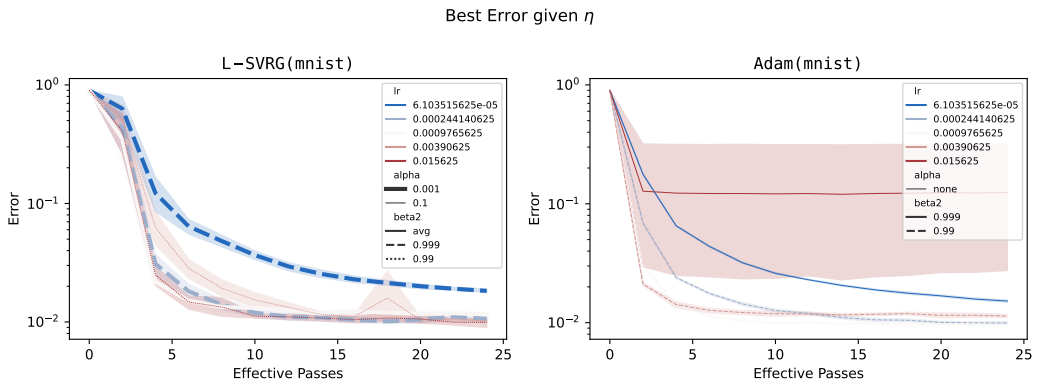 Best Error given η
L−SVRG(mnist)
Error
10⁰
10⁻¹
10⁻²
0
5
10
15
20
25
Effective Passes
lr
6.103515625e-05
0.000244140625
0.0009765625
0.00390625
0.015625
alpha
0.001
0.1
beta2
avg
0.999
0.99
Adam(mnist)
Error
10⁰
10⁻¹
10⁻²
0
5
10
15
20
25
Effective Passes
lr
6.103515625e-05
0.000244140625
0.0009765625
0.00390625
0.015625
alpha
none
beta2
0.999
0.99